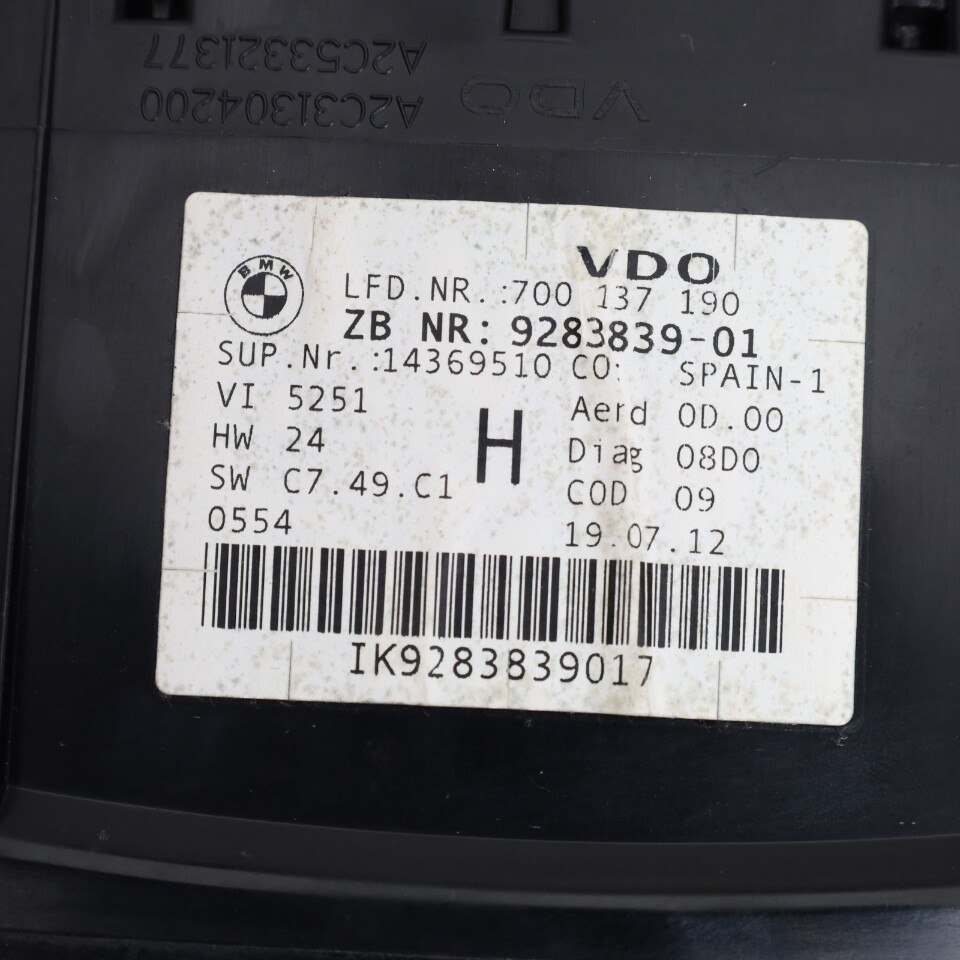 A2C53321377
A2C31304200 VDO
BMW
VDO
LFD.NR.:700 137 190
ZB NR: 9283839-01
SUP.Nr.:14369510 CO: SPAIN-1
VI 5251 Aerd 0D.00
HW 24 H Diag 08D0
SW C7.49.C1 COD 09
0554 19.07.12
IK9283839017